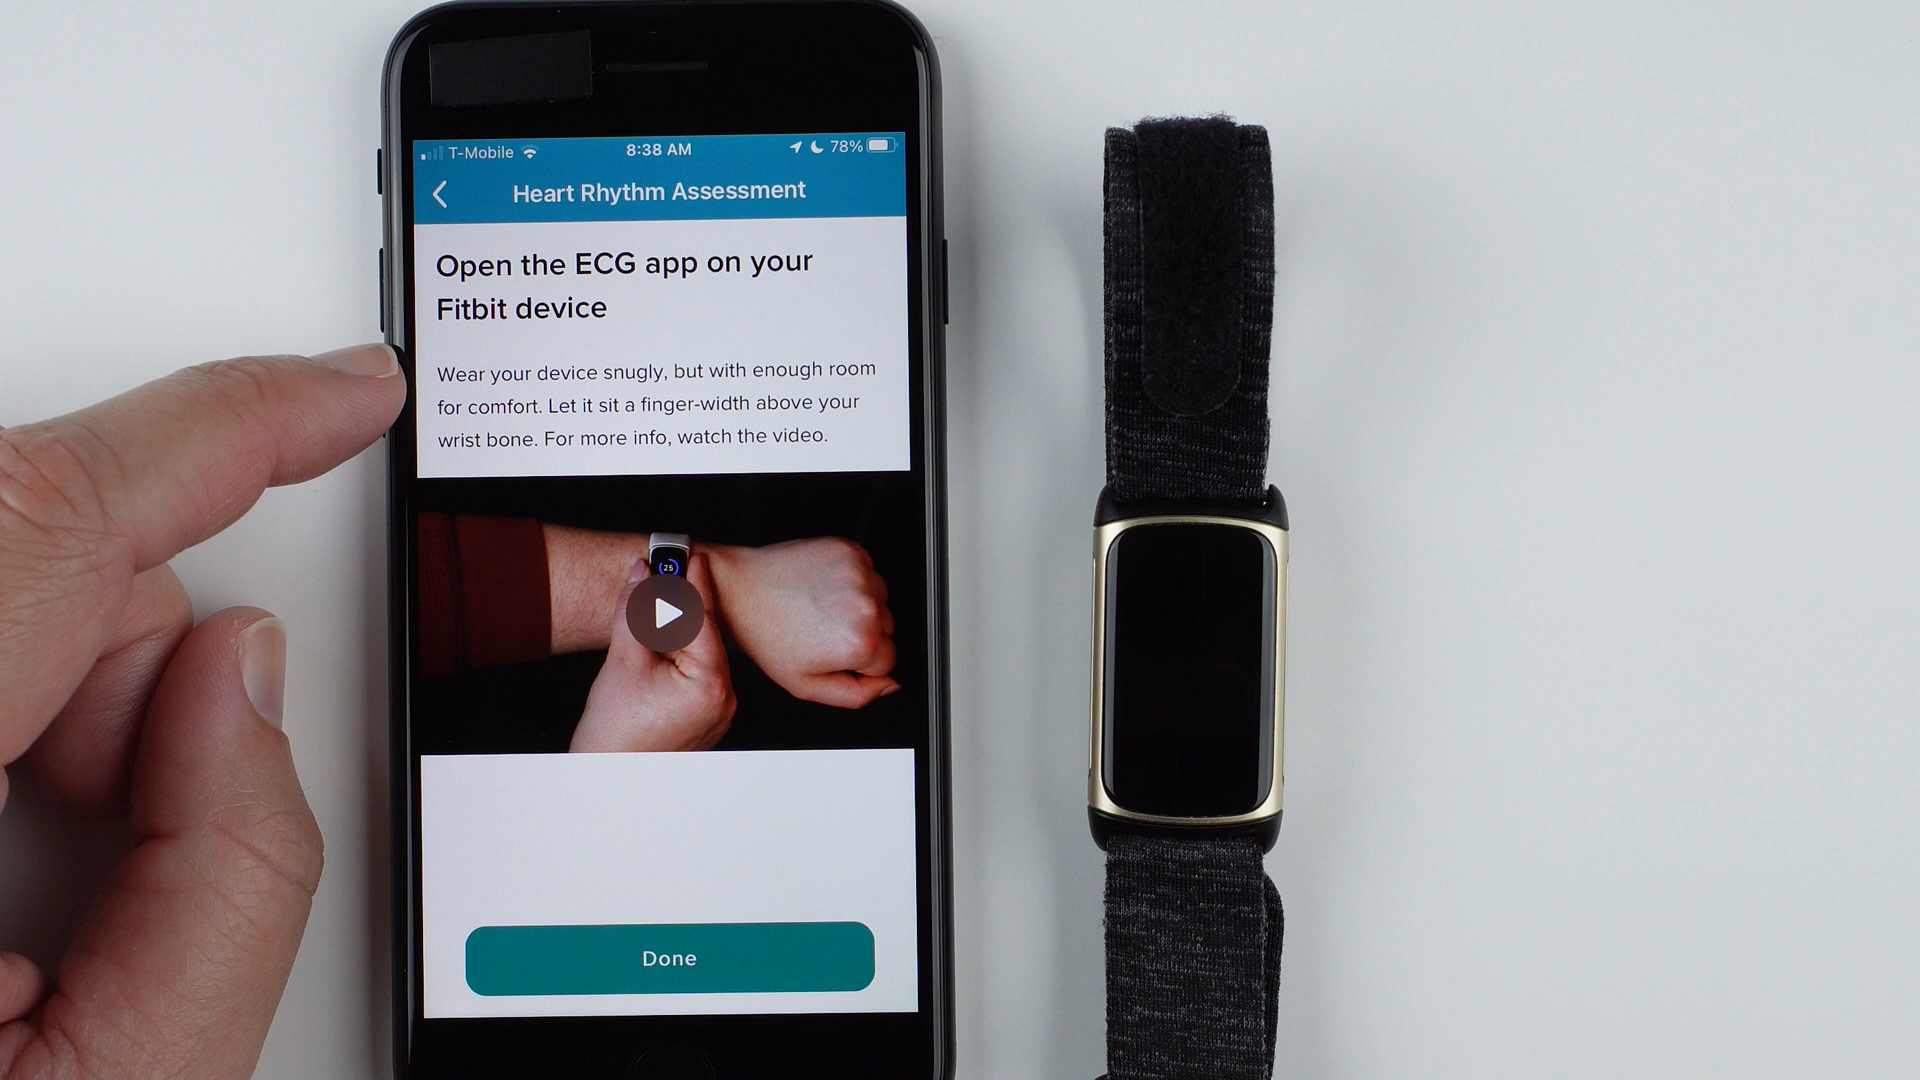 T-Mobile 8:38 AM 78%
Heart Rhythm Assessment
Open the ECG app on your
Fitbit device
Wear your device snugly, but with enough room
for comfort. Let it sit a finger-width above your
wrist bone. For more info, watch the video.
25
Done